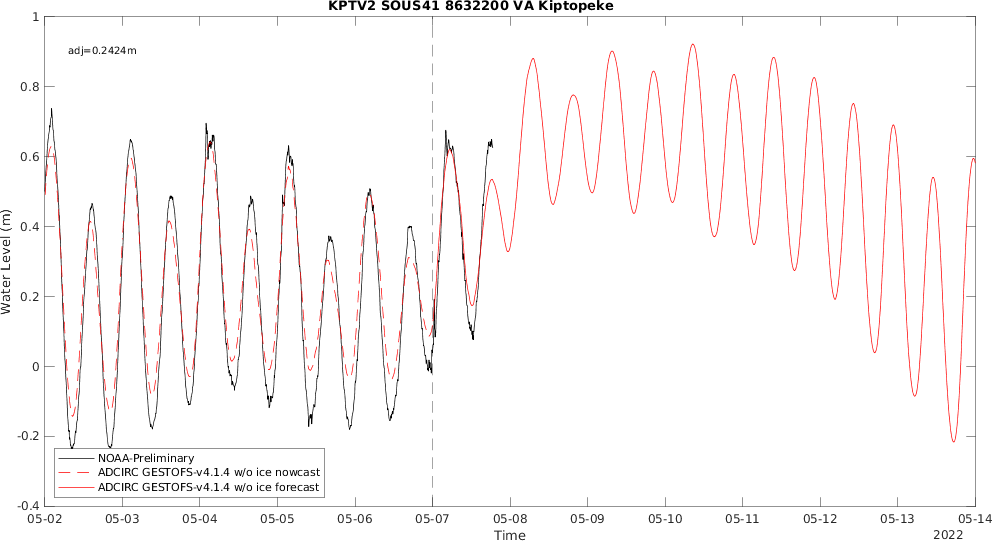 KPTV2 SOUS41 8632200 VA Kiptopeke
adj=0.2424m
1
0.8
0.6
0.4
0.2
0
-0.2
-0.4
Water Level (m)
NOAA-Preliminary
ADCIRC GESTOFS-v4.1.4 w/o ice nowcast
ADCIRC GESTOFS-v4.1.4 w/o ice forecast
05-02 05-03 05-04 05-05 05-06 05-07 05-08 05-09 05-10 05-11 05-12 05-13 05-14
Time
2022